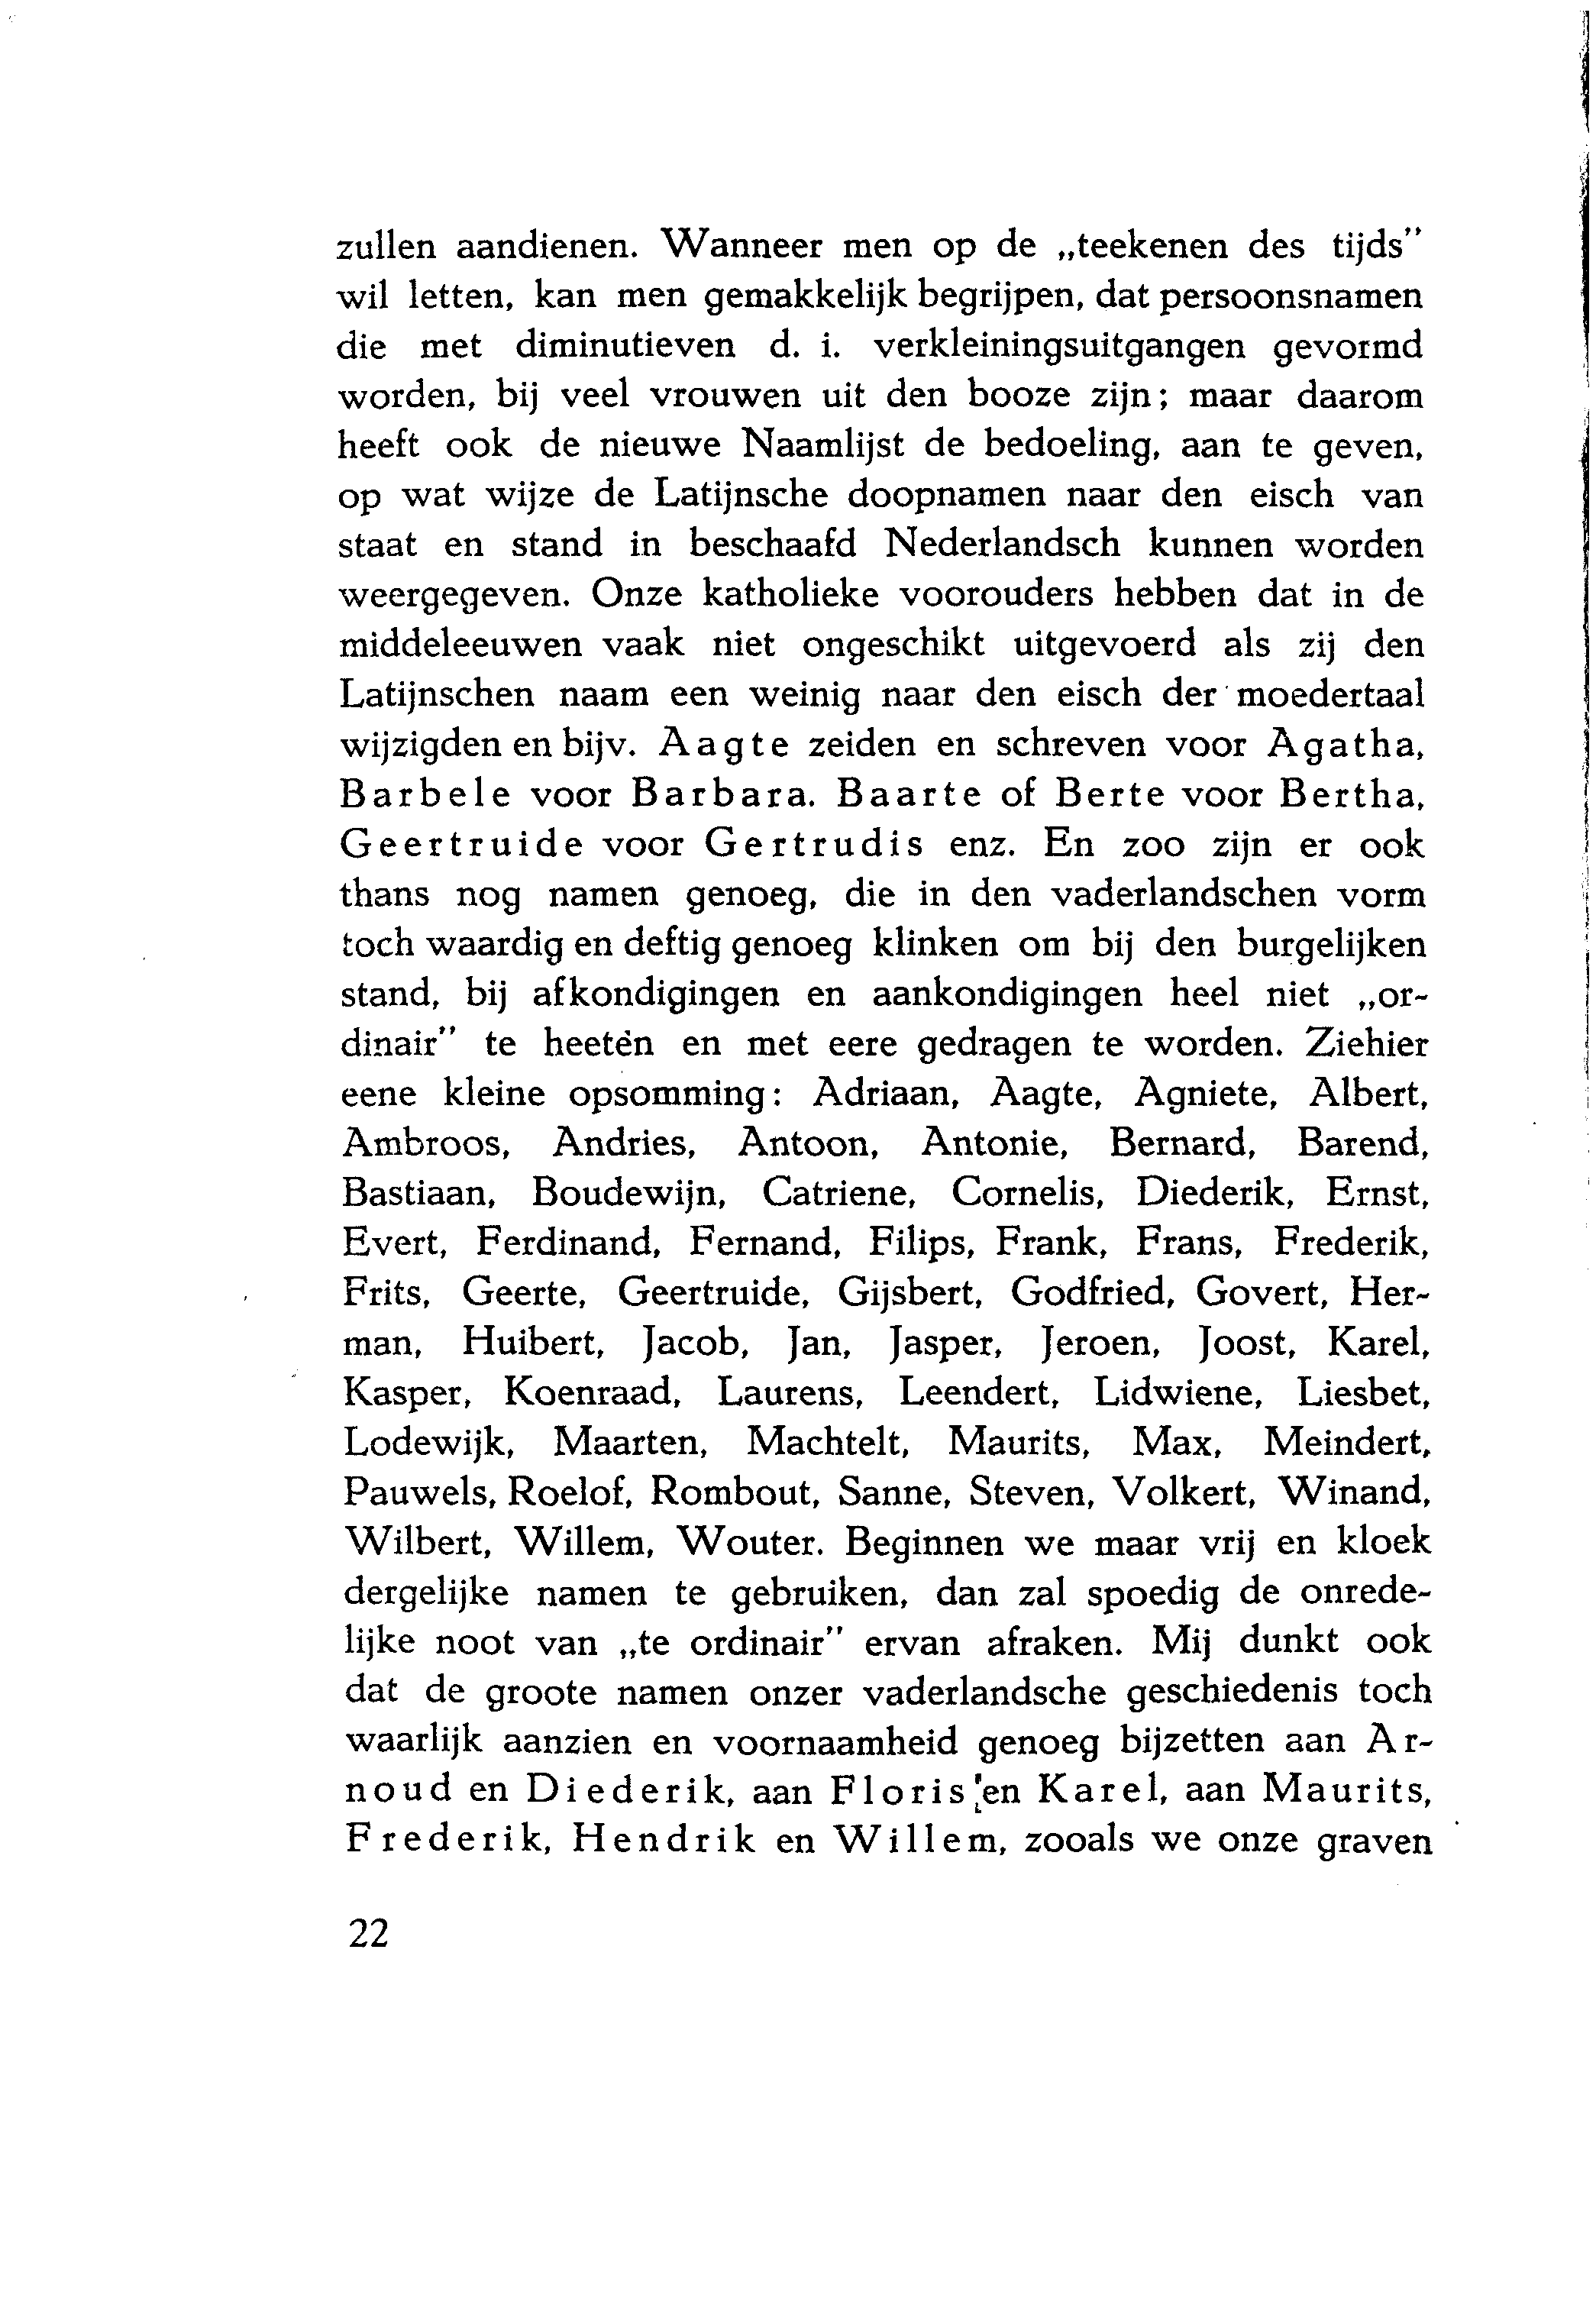 zullen aandienen. Wanneer men op de „teekenen des tijds”
wil letten, kan men gemakkelijk begrijpen, dat persoonsnamen
die met diminutieven d. i. verkleiningsuitgangen gevormd
worden, bij veel vrouwen uit den booze zijn; maar daarom
heeft ook de nieuwe Naamlijst de bedoeling, aan te geven,
op wat wijze de Latijnsche doopnamen naar den eisch van
staat en stand in beschaafd Nederlandsch kunnen worden
weergegeven. Onze katholieke voorouders hebben dat in de
middeleeuwen vaak niet ongeschikt uitgevoerd als zij den
Latijnschen naam een weinig naar den eisch der moedertaal
wijzigden en bijv. Aagte zeiden en schreven voor Agatha,
Barbele voor Barbara. Baarte of Berte voor Bertha,
Geertruide voor Gertrudis enz. En zoo zijn er ook
thans nog namen genoeg, die in den vaderlandschen vorm
toch waardig en deftig genoeg klinken om bij den burgelijken
stand, bij afkondigingen en aankondigingen heel niet „or-
dinair” te heeten en met eere gedragen te worden. Ziehier
eene kleine opsomming: Adriaan, Aagte, Agniete, Albert,
Ambroos, Andries, Antoon, Antonie, Bernard, Barend,
Bastiaan, Boudewijn, Catriene, Cornelis, Diederik, Ernst,
Evert, Ferdinand, Fernand, Filips, Frank, Frans, Frederik,
Frits, Geerte, Geertruide, Gijsbert, Godfried, Govert, Her-
man, Huibert, Jacob, Jan, Jasper, Jeroen, Joost, Karel,
Kasper, Koenraad, Laurens, Leendert, Lidwiene, Liesbet,
Lodewijk, Maarten, Machtelt, Maurits, Max, Meindert,
Pauwels, Roelof, Rombout, Sanne, Steven, Volkert, Winand,
Wilbert, Willem, Wouter. Beginnen we maar vrij en kloek
dergelijke namen te gebruiken, dan zal spoedig de onrede-
lijke noot van „te ordinair” ervan afraken. Mij dunkt ook
dat de groote namen onzer vaderlandsche geschiedenis toch
waarlijk aanzien en voornaamheid genoeg bijzetten aan Ar-
noud en Diederik, aan Floris en Karel, aan Maurits,
Frederik, Hendrik en Willem, zooals we onze graven
22